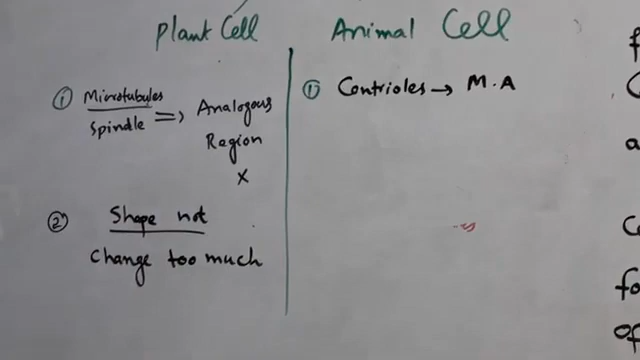 Plant Cell
Animal Cell
① Microtubules
Spindle => Analogous
Region
X
② Shape not
Change too much
① Centrioles → M.A